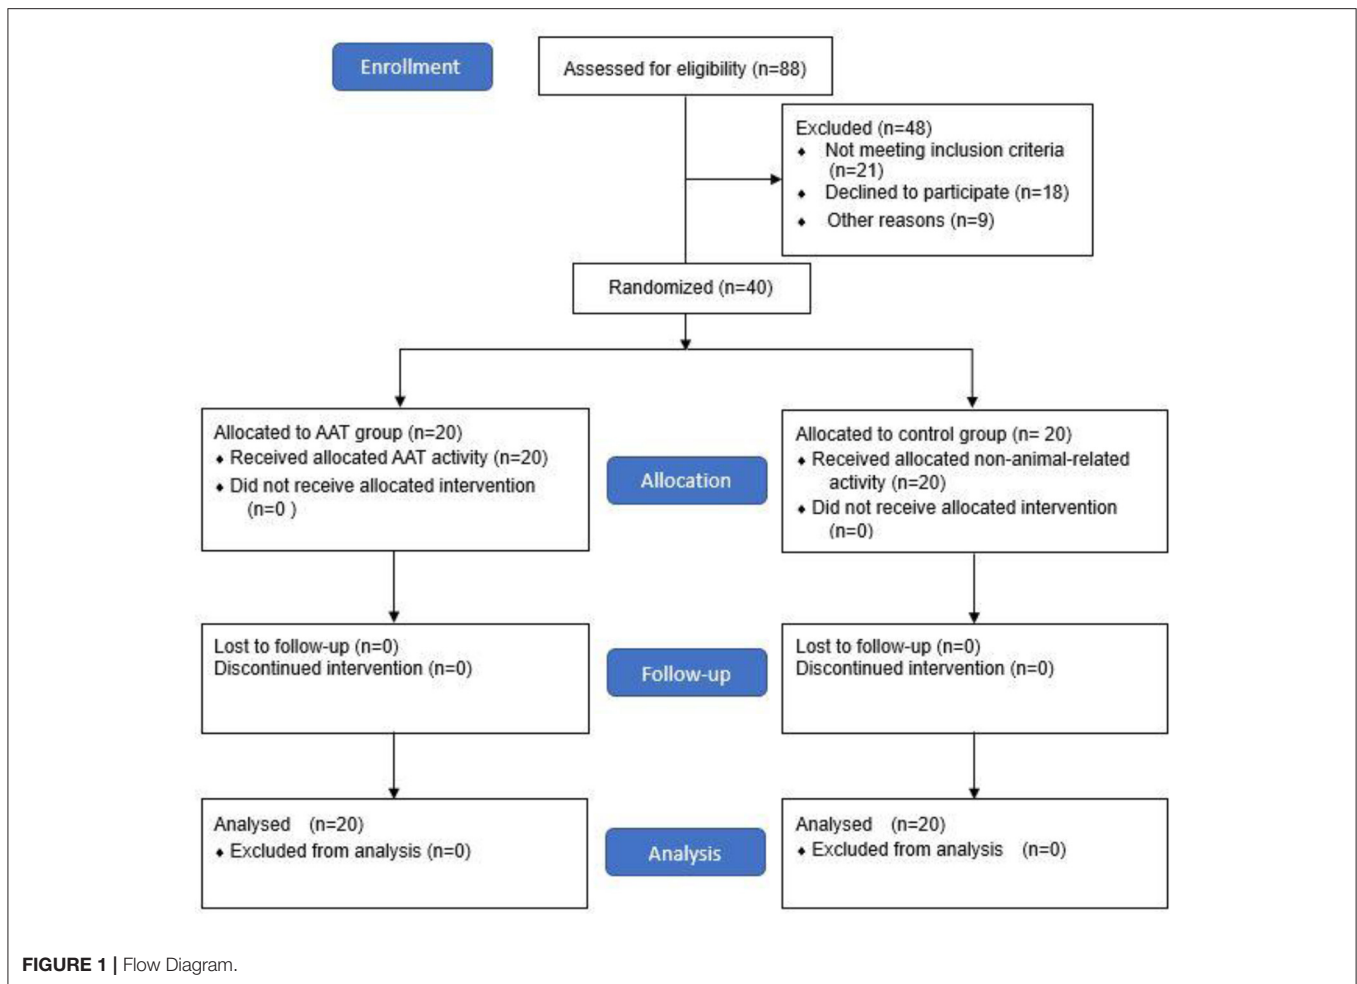 Enrollment
Assessed for eligibility (n=88)
Excluded (n=48)
♦ Not meeting inclusion criteria
(n=21)
♦ Declined to participate (n=18)
♦ Other reasons (n=9)
Randomized (n=40)
Allocated to AAT group (n=20)
♦ Received allocated AAT activity (n=20)
♦ Did not receive allocated intervention
(n=0 )
Allocation
Allocated to control group (n= 20)
♦ Received allocated non-animal-related
activity (n=20)
♦ Did not receive allocated intervention
(n=0)
Lost to follow-up (n=0)
Discontinued intervention (n=0)
Follow-up
Lost to follow-up (n=0)
Discontinued intervention (n=0)
Analysed (n=20)
♦ Excluded from analysis (n=0)
Analysis
Analysed (n=20)
♦ Excluded from analysis (n=0)
FIGURE 1 | Flow Diagram.